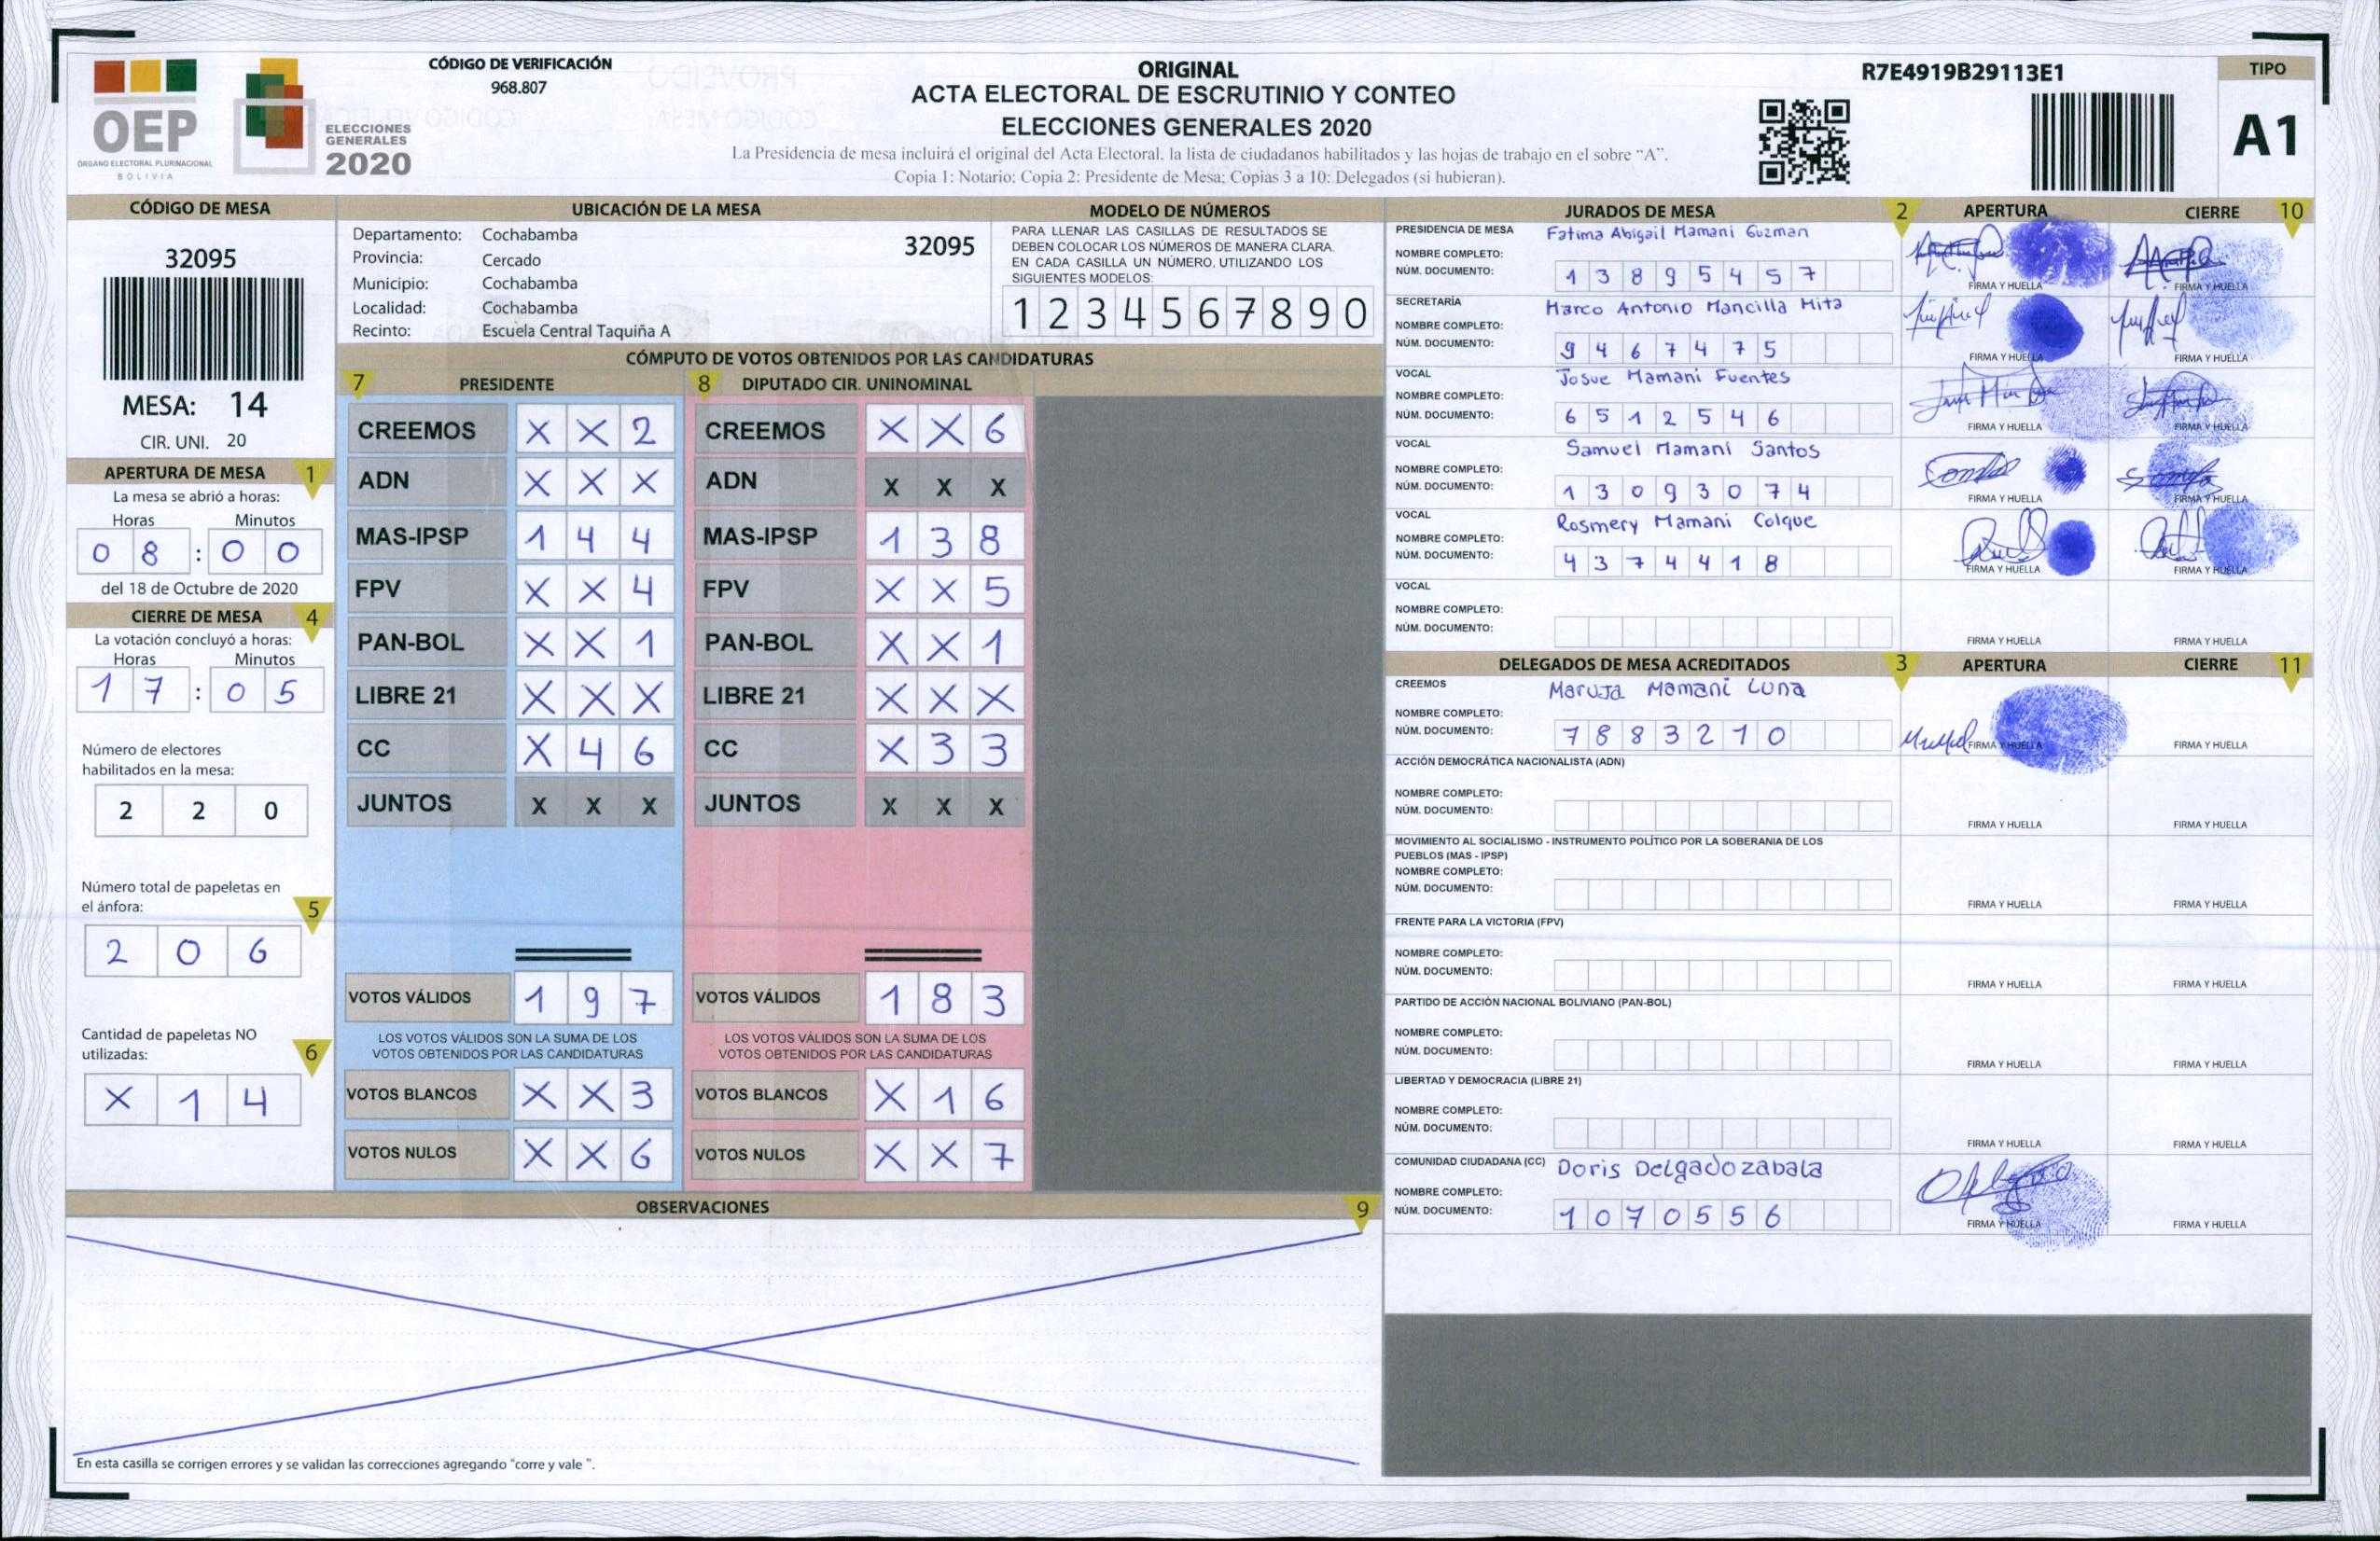 OEP
ÓRGANO ELECTORAL PLURINACIONAL
BOLIVIA
ELECCIONES
GENERALES
2020
CÓDIGO DE VERIFICACIÓN
968.807
ORIGINAL
ACTA ELECTORAL DE ESCRUTINIO Y CONTEO
ELECCIONES GENERALES 2020
La Presidencia de mesa incluirá el original del Acta Electoral, la lista de ciudadanos habilitados y las hojas de trabajo en el sobre "A".
Copia 1: Notario; Copia 2: Presidente de Mesa; Copias 3 a 10: Delegados (si hubieran).
R7E4919B29113E1
TIPO
A1
CÓDIGO DE MESA
32095
MESA: 14
CIR. UNI. 20
APERTURA DE MESA 1
La mesa se abrió a horas:
Horas Minutos
0 8 : 0 0
del 18 de Octubre de 2020
CIERRE DE MESA 4
La votación concluyó a horas:
Horas Minutos
1 7 : 0 5
Número de electores
habilitados en la mesa:
2 2 0
Número total de papeletas en
el ánfora: 5
2 0 6
Cantidad de papeletas NO
utilizadas: 6
X 1 4
UBICACIÓN DE LA MESA
Departamento: Cochabamba 32095
Provincia: Cercado
Municipio: Cochabamba
Localidad: Cochabamba
Recinto: Escuela Central Taquiña A
MODELO DE NÚMEROS
PARA LLENAR LAS CASILLAS DE RESULTADOS SE
DEBEN COLOCAR LOS NÚMEROS DE MANERA CLARA.
EN CADA CASILLA UN NÚMERO, UTILIZANDO LOS
SIGUIENTES MODELOS:
1 2 3 4 5 6 7 8 9 0
CÓMPUTO DE VOTOS OBTENIDOS POR LAS CANDIDATURAS
7 PRESIDENTE 8 DIPUTADO CIR. UNINOMINAL
CREEMOS X X 2 CREEMOS X X 6
ADN X X X ADN X X X
MAS-IPSP 1 4 4 MAS-IPSP 1 3 8
FPV X X 4 FPV X X 5
PAN-BOL X X 1 PAN-BOL X X 1
LIBRE 21 X X X LIBRE 21 X X X
CC X 4 6 CC X 3 3
JUNTOS X X X JUNTOS X X X
VOTOS VÁLIDOS 1 9 7 VOTOS VÁLIDOS 1 8 3
LOS VOTOS VÁLIDOS SON LA SUMA DE LOS LOS VOTOS VÁLIDOS SON LA SUMA DE LOS
VOTOS OBTENIDOS POR LAS CANDIDATURAS VOTOS OBTENIDOS POR LAS CANDIDATURAS
VOTOS BLANCOS X X 3 VOTOS BLANCOS X 1 6
VOTOS NULOS X X 6 VOTOS NULOS X X 7
OBSERVACIONES 9
En esta casilla se corrigen errores y se validan las correcciones agregando "corre y vale ".
JURADOS DE MESA 2 APERTURA CIERRE 10
PRESIDENCIA DE MESA Fatima Abigail Mamani Guzman
NOMBRE COMPLETO:
NÚM. DOCUMENTO: 1 3 8 9 5 4 5 7
FIRMA Y HUELLA FIRMA Y HUELLA
SECRETARÍA Marco Antonio Mancilla Mita
NOMBRE COMPLETO:
NÚM. DOCUMENTO: 9 4 6 7 4 7 5
FIRMA Y HUELLA FIRMA Y HUELLA
VOCAL Josue Mamani Fuentes
NOMBRE COMPLETO:
NÚM. DOCUMENTO: 6 5 1 2 5 4 6
FIRMA Y HUELLA FIRMA Y HUELLA
VOCAL Samuel Mamani Santos
NOMBRE COMPLETO:
NÚM. DOCUMENTO: 1 3 0 9 3 0 7 4
FIRMA Y HUELLA FIRMA Y HUELLA
VOCAL Rosmery Mamani Colque
NOMBRE COMPLETO:
NÚM. DOCUMENTO: 4 3 7 4 4 1 8
FIRMA Y HUELLA FIRMA Y HUELLA
VOCAL
NOMBRE COMPLETO:
NÚM. DOCUMENTO:
FIRMA Y HUELLA FIRMA Y HUELLA
DELEGADOS DE MESA ACREDITADOS 3 APERTURA CIERRE 11
CREEMOS Maruja Mamani Luna
NOMBRE COMPLETO:
NÚM. DOCUMENTO: 7 8 8 3 2 1 0
FIRMA Y HUELLA FIRMA Y HUELLA
ACCIÓN DEMOCRÁTICA NACIONALISTA (ADN)
NOMBRE COMPLETO:
NÚM. DOCUMENTO:
FIRMA Y HUELLA FIRMA Y HUELLA
MOVIMIENTO AL SOCIALISMO - INSTRUMENTO POLÍTICO POR LA SOBERANIA DE LOS
PUEBLOS (MAS - IPSP)
NOMBRE COMPLETO:
NÚM. DOCUMENTO:
FIRMA Y HUELLA FIRMA Y HUELLA
FRENTE PARA LA VICTORIA (FPV)
NOMBRE COMPLETO:
NÚM. DOCUMENTO:
FIRMA Y HUELLA FIRMA Y HUELLA
PARTIDO DE ACCIÓN NACIONAL BOLIVIANO (PAN-BOL)
NOMBRE COMPLETO:
NÚM. DOCUMENTO:
FIRMA Y HUELLA FIRMA Y HUELLA
LIBERTAD Y DEMOCRACIA (LIBRE 21)
NOMBRE COMPLETO:
NÚM. DOCUMENTO:
FIRMA Y HUELLA FIRMA Y HUELLA
COMUNIDAD CIUDADANA (CC) Doris Delgado zabala
NOMBRE COMPLETO:
NÚM. DOCUMENTO: 1 0 7 0 5 5 6
FIRMA Y HUELLA FIRMA Y HUELLA